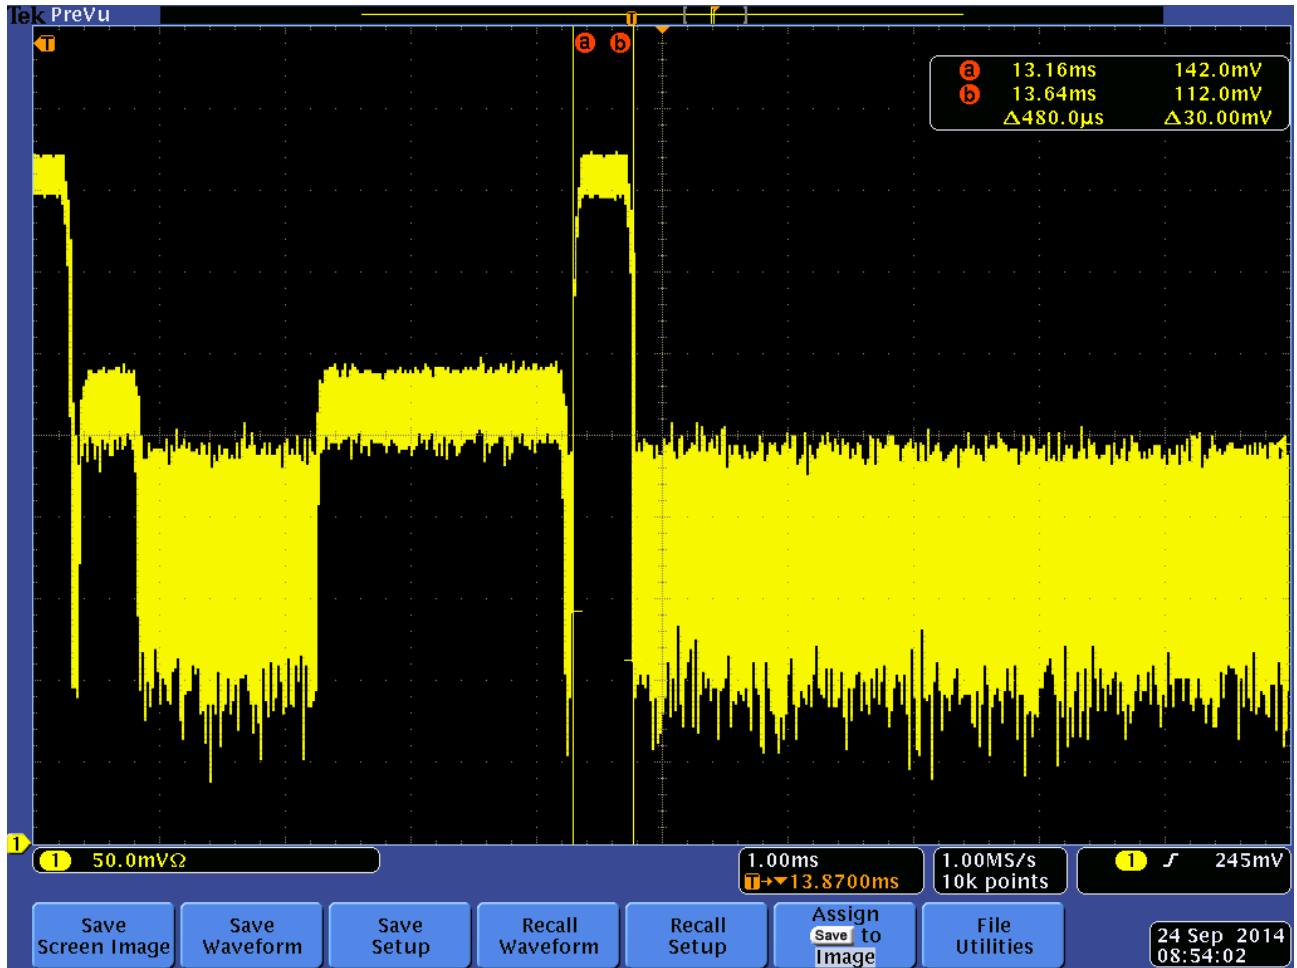 Tek PreVu
T
T
a b
a 13.16ms 142.0mV
b 13.64ms 112.0mV
Δ480.0µs Δ30.00mV
1
1 50.0mVΩ
1.00ms
T→▼13.8700ms
1.00MS/s
10k points
1 245mV
Save
Screen Image
Save
Waveform
Save
Setup
Recall
Waveform
Recall
Setup
Assign
Save to
Image
File
Utilities
24 Sep 2014
08:54:02